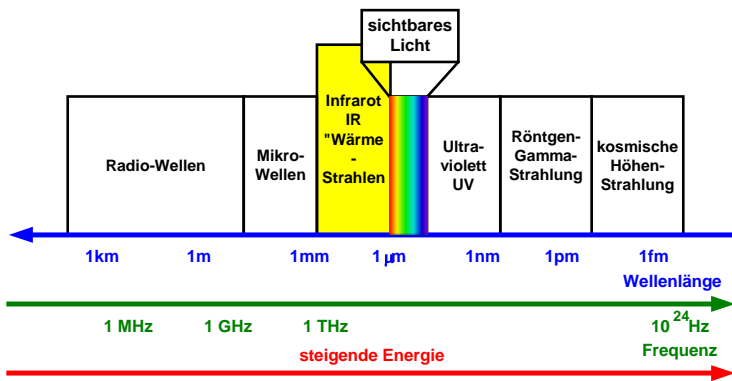 sichtbares
Licht
Infrarot
IR
"Wärme
-
Strahlen
Radio-Wellen
Mikro-
Wellen
Ultra-
violett
UV
Röntgen-
Gamma-
Strahlung
kosmische
Höhen-
Strahlung
1km 1m 1mm 1 µm 1nm 1pm 1fm
Wellenlänge
1 MHz 1 GHz 1 THz 10 24 Hz
Frequenz
steigende Energie